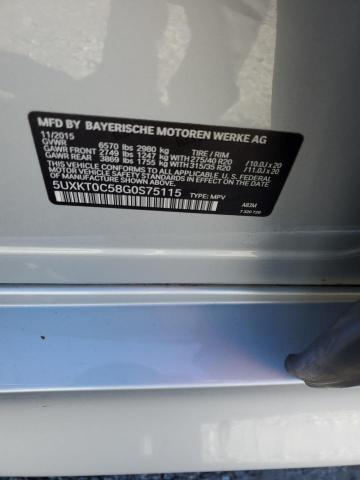 MFD BY BAYERISCHE MOTOREN WERKE AG
11/2015
GVWR 6570 lbs 2980 kg TIRE / RIM
GAWR FRONT 2749 lbs 1247 kg WITH 275/40 R20 / 10.0J x 20
GAWR REAR 3869 lbs 1755 kg WITH 315/35 R20 / 11.0J x 20
THIS VEHICLE CONFORMS TO ALL APPLICABLE U.S. FEDERAL
MOTOR VEHICLE SAFETY STANDARDS IN EFFECT ON THE
DATE OF MANUFACTURE SHOWN ABOVE.
5UXKT0C58G0S75115 TYPE: MPV
A83M